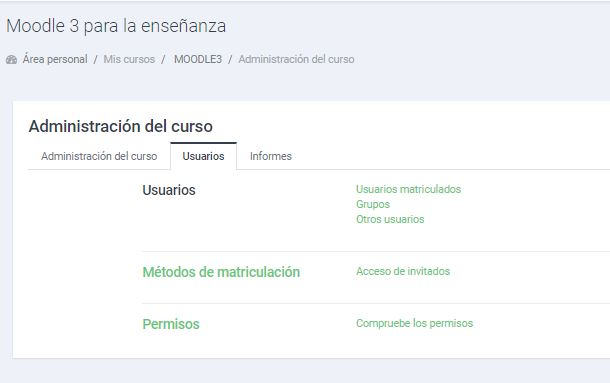 Moodle 3 para la enseñanza
Área personal / Mis cursos / MOODLE3 / Administración del curso
Administración del curso
Administración del curso Usuarios Informes
Usuarios Usuarios matriculados
Grupos
Otros usuarios
Métodos de matriculación Acceso de invitados
Permisos Compruebe los permisos